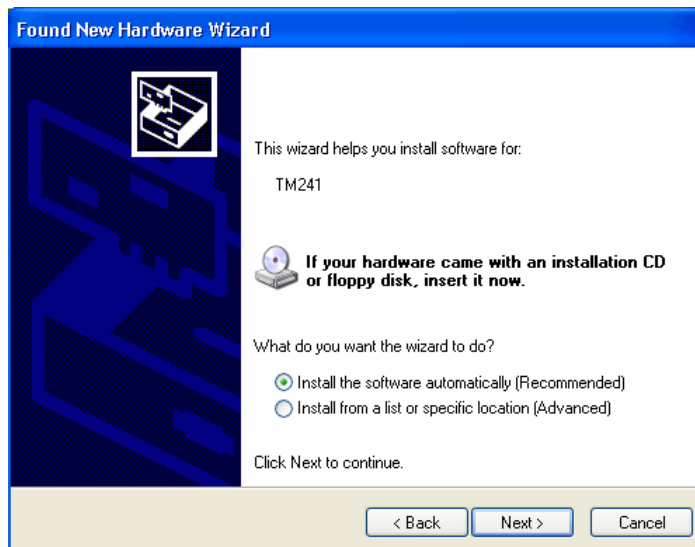 Found New Hardware Wizard
This wizard helps you install software for:
TM241
If your hardware came with an installation CD
or floppy disk, insert it now.
What do you want the wizard to do?
Install the software automatically (Recommended)
Install from a list or specific location (Advanced)
Click Next to continue.
< Back Next > Cancel